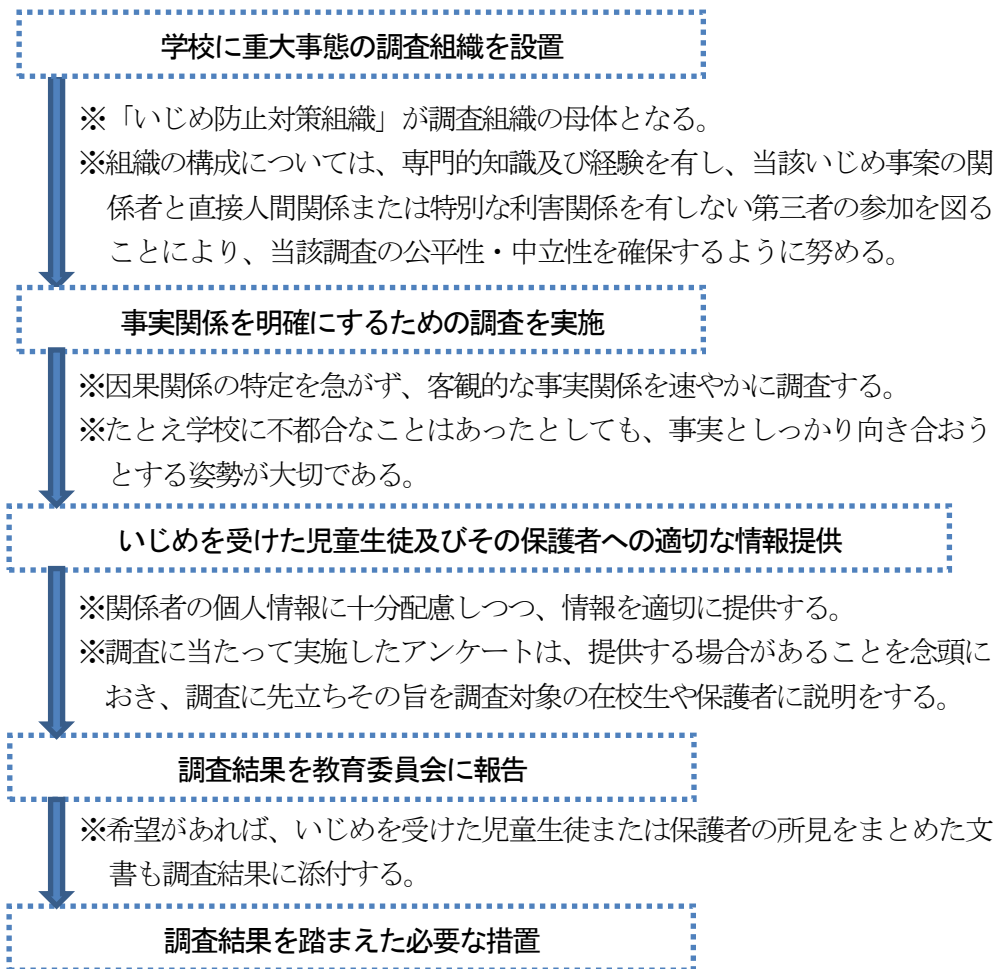 学校に重大事態の調査組織を設置
※「いじめ防止対策組織」が調査組織の母体となる。
※組織の構成については、専門的知識及び経験を有し、当該いじめ事案の関
係者と直接人間関係または特別な利害関係を有しない第三者の参加を図る
ことにより、当該調査の公平性・中立性を確保するように努める。
事実関係を明確にするための調査を実施
※因果関係の特定を急がず、客観的な事実関係を速やかに調査する。
※たとえ学校に不都合なことはあったとしても、事実としっかり向き合おう
とする姿勢が大切である。
いじめを受けた児童生徒及びその保護者への適切な情報提供
※関係者の個人情報に十分配慮しつつ、情報を適切に提供する。
※調査に当たって実施したアンケートは、提供する場合があることを念頭に
おき、調査に先立ちその旨を調査対象の在校生や保護者に説明をする。
調査結果を教育委員会に報告
※希望があれば、いじめを受けた児童生徒または保護者の所見をまとめた文
書も調査結果に添付する。
調査結果を踏まえた必要な措置